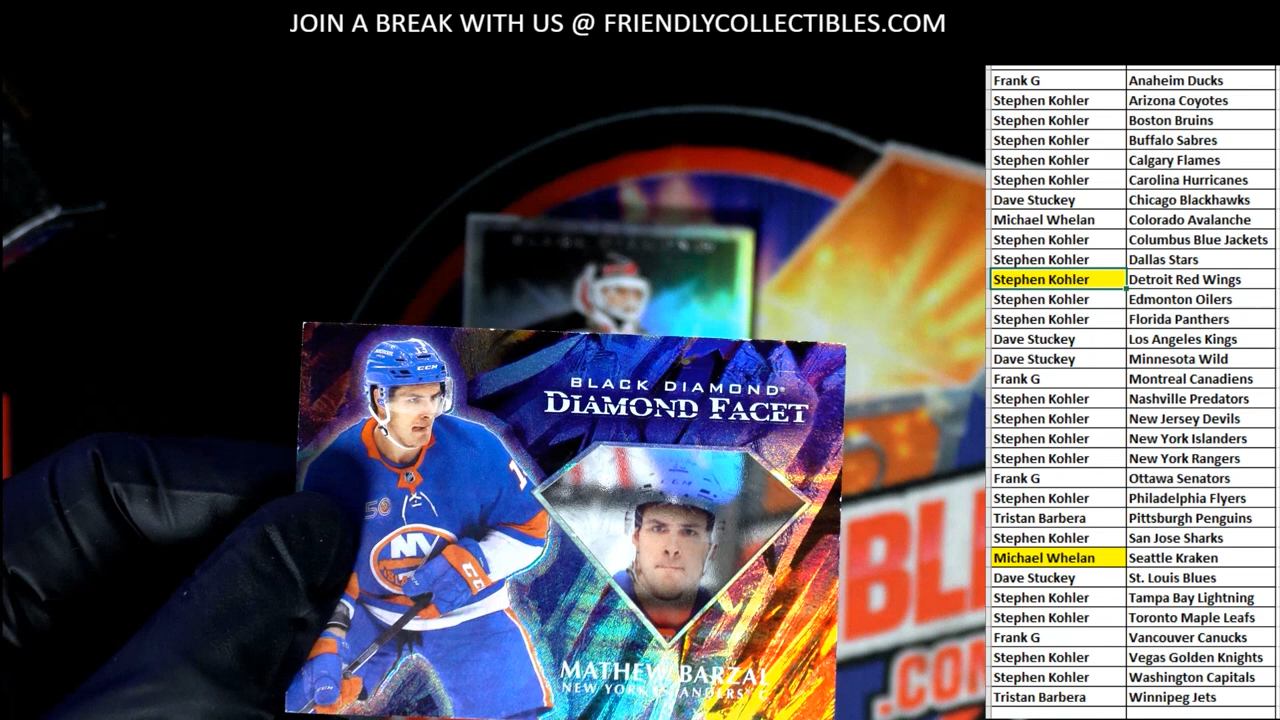 JOIN A BREAK WITH US @ FRIENDLYCOLLECTIBLES.COM
Frank G Anaheim Ducks
Stephen Kohler Arizona Coyotes
Stephen Kohler Boston Bruins
Stephen Kohler Buffalo Sabres
Stephen Kohler Calgary Flames
Stephen Kohler Carolina Hurricanes
Dave Stuckey Chicago Blackhawks
Michael Whelan Colorado Avalanche
Stephen Kohler Columbus Blue Jackets
Stephen Kohler Dallas Stars
Stephen Kohler Detroit Red Wings
Stephen Kohler Edmonton Oilers
Stephen Kohler Florida Panthers
Dave Stuckey Los Angeles Kings
Dave Stuckey Minnesota Wild
Frank G Montreal Canadiens
Stephen Kohler Nashville Predators
Stephen Kohler New Jersey Devils
Stephen Kohler New York Islanders
Stephen Kohler New York Rangers
Frank G Ottawa Senators
Stephen Kohler Philadelphia Flyers
Tristan Barbera Pittsburgh Penguins
Stephen Kohler San Jose Sharks
Michael Whelan Seattle Kraken
Dave Stuckey St. Louis Blues
Stephen Kohler Tampa Bay Lightning
Stephen Kohler Toronto Maple Leafs
Frank G Vancouver Canucks
Stephen Kohler Vegas Golden Knights
Stephen Kohler Washington Capitals
Tristan Barbera Winnipeg Jets
BLACK DIAMOND
BLACK DIAMOND
DIAMOND FACET
CCM
NY
MATHEW BARZAL
NEW YORK ISLANDERS
BLE
.COM